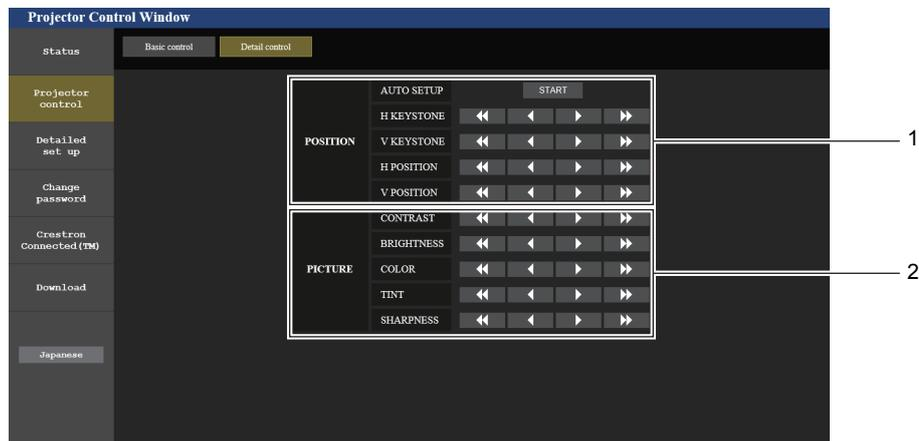 Projector Control Window
Status
Basic control
Detail control
Projector
control
Detailed
set up
Change
password
Crestron
Connected(TM)
Download
Japanese
POSITION
AUTO SETUP
START
H KEYSTONE
V KEYSTONE
H POSITION
V POSITION
1
PICTURE
CONTRAST
BRIGHTNESS
COLOR
TINT
SHARPNESS
2